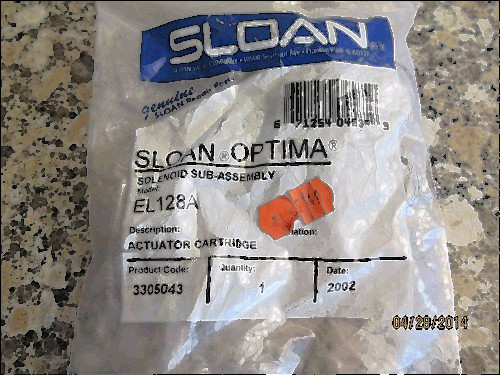 SLOAN®
Genuine
SLOAN Repair Parts
SLOAN® OPTIMA®
SOLENOID SUB-ASSEMBLY
Model:
EL128A
Description:
ACTUATOR CARTRIDGE
Product Code:
Quantity:
Date:
3305043
1
2002
04/28/2014